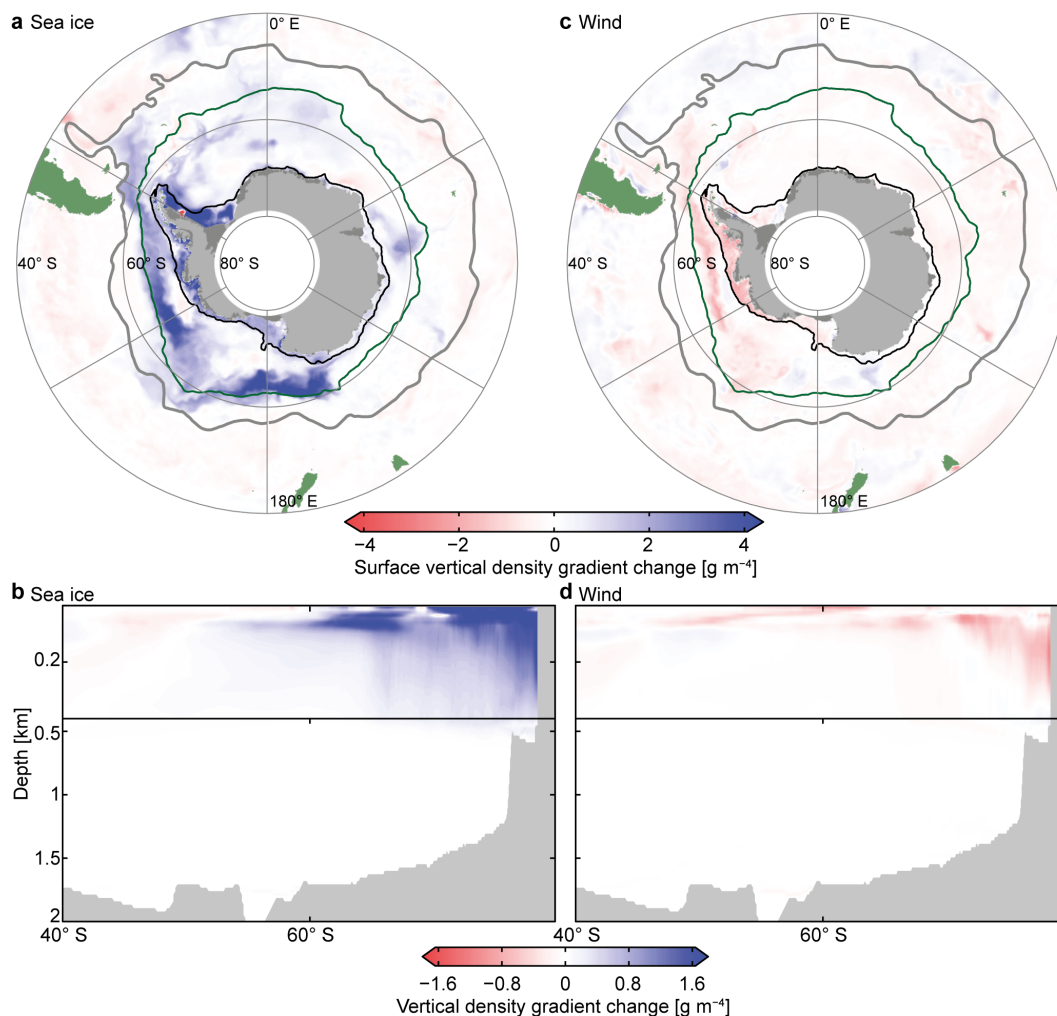 a Sea ice
0° E
40° S
60° S
80° S
180° E
c Wind
0° E
40° S
60° S
80° S
180° E
−4
−2
0
2
4
Surface vertical density gradient change [g m⁻⁴]
b Sea ice
0.2
0.5
1
1.5
2
Depth [km]
40° S
60° S
d Wind
40° S
60° S
−1.6
−0.8
0
0.8
1.6
Vertical density gradient change [g m⁻⁴]